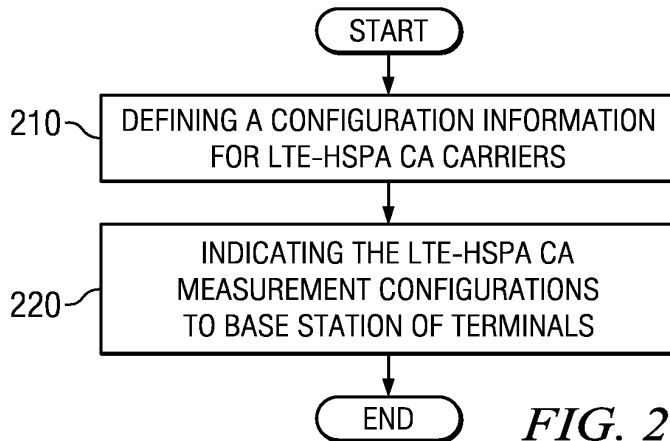 START
210
DEFINING A CONFIGURATION INFORMATION
FOR LTE-HSPA CA CARRIERS
220
INDICATING THE LTE-HSPA CA
MEASUREMENT CONFIGURATIONS
TO BASE STATION OF TERMINALS
END
FIG. 2